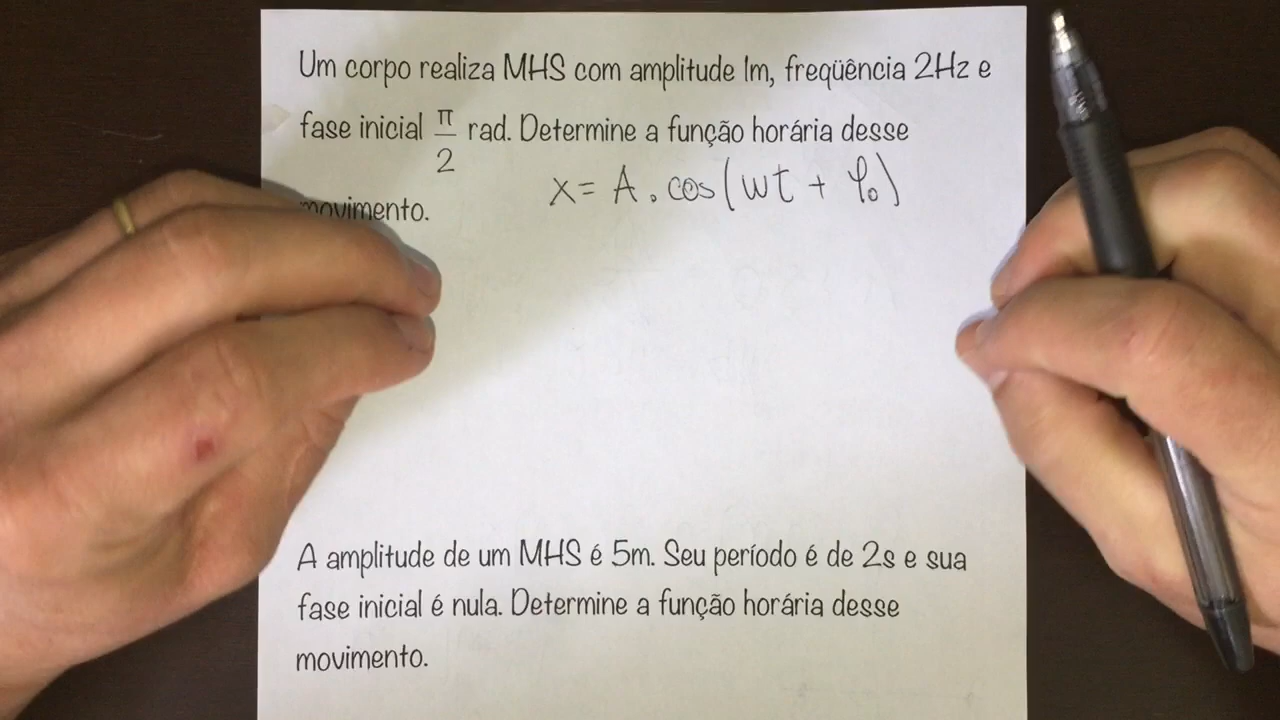 Um corpo realiza MHS com amplitude 1m, freqüência 2Hz e
fase inicial π/2 rad. Determine a função horária desse
movimento.
x = A . cos(wt + φ₀)
A amplitude de um MHS é 5m. Seu período é de 2s e sua
fase inicial é nula. Determine a função horária desse
movimento.